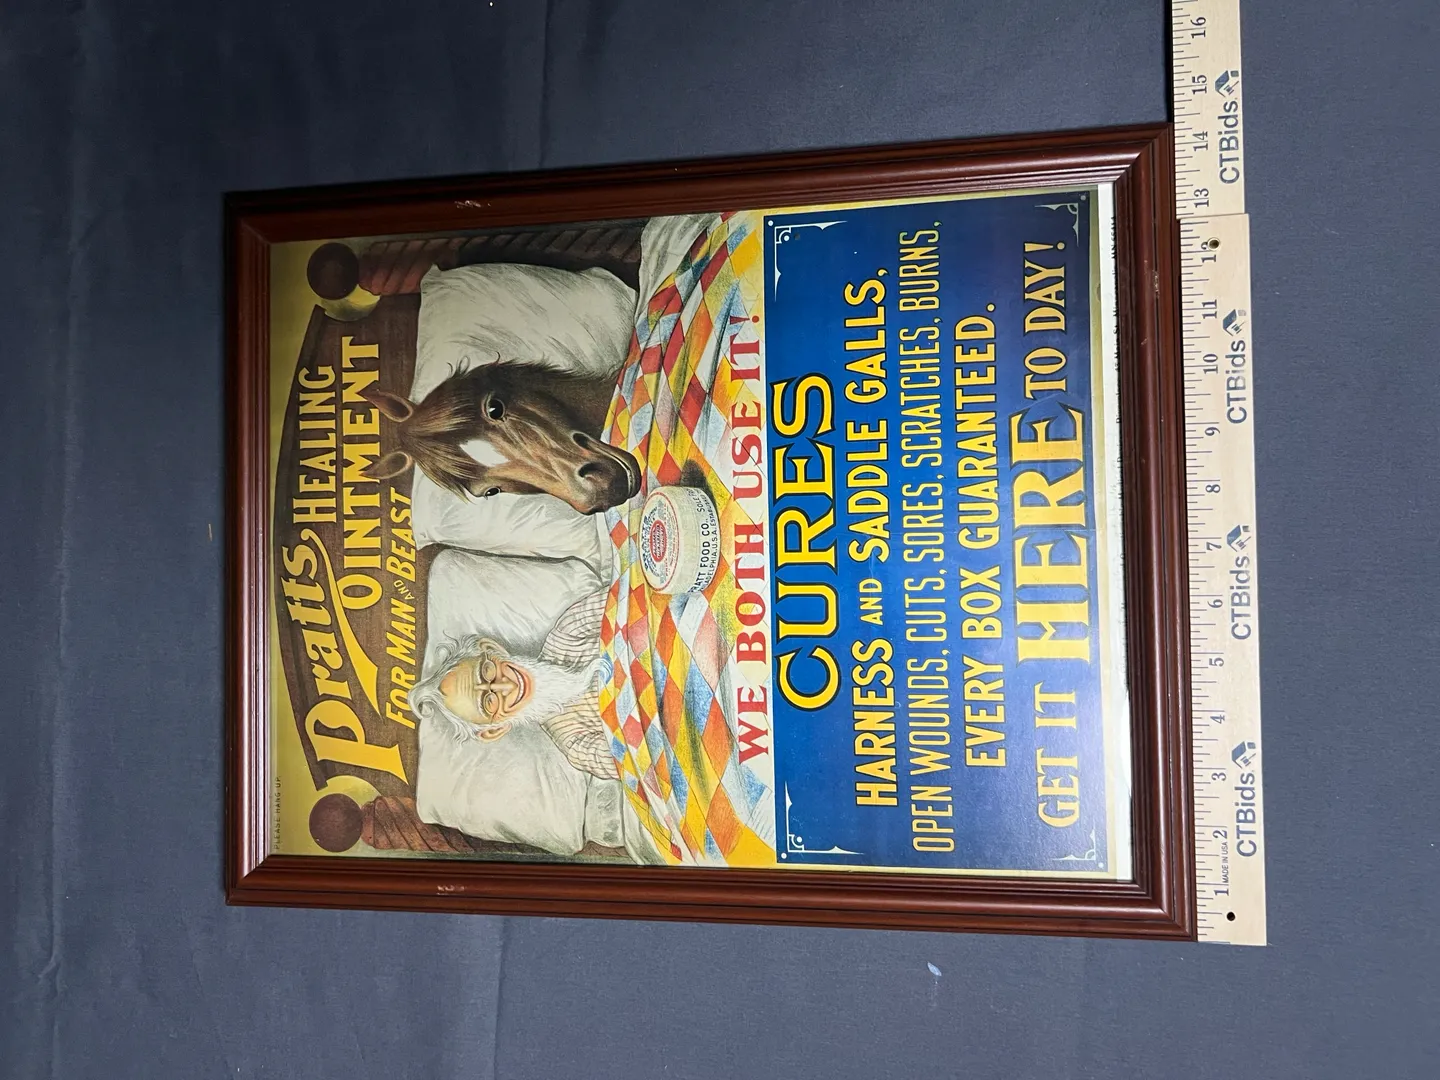 PLEASE HANG UP.
Pratts HEALING
OINTMENT
FOR MAN AND BEAST
PRATT FOOD CO.
PHILADELPHIA, U.S.A.
WE BOTH USE IT!
CURES
HARNESS AND SADDLE GALLS,
OPEN WOUNDS, CUTS, SORES, SCRATCHES, BURNS,
EVERY BOX GUARANTEED.
GET IT HERE TO DAY!
1 2 3 4 5 6 7 8 9 10 11 12
MADE IN USA
CTBids CTBids CTBids
13 14 15 16
CTBids